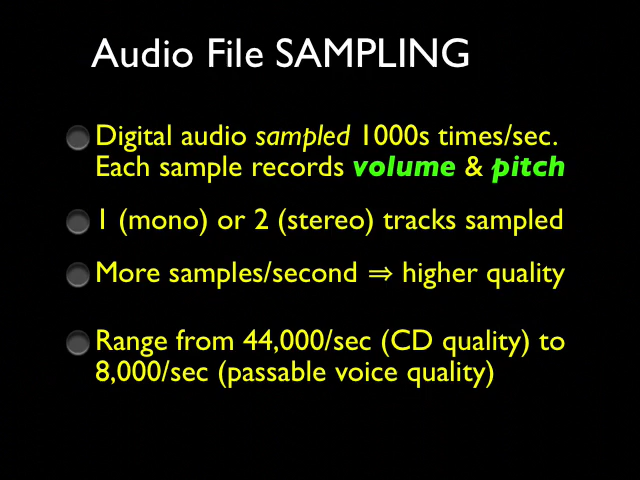 Audio File SAMPLING
Digital audio sampled 1000s times/sec.
Each sample records volume & pitch
1 (mono) or 2 (stereo) tracks sampled
More samples/second ⇒ higher quality
Range from 44,000/sec (CD quality) to
8,000/sec (passable voice quality)